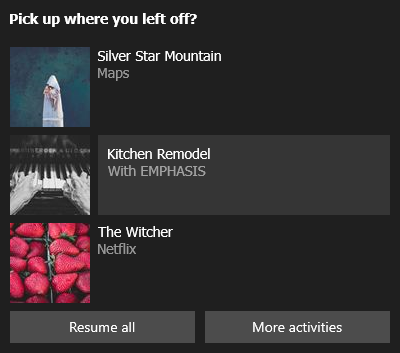 Pick up where you left off?
Silver Star Mountain
Maps
Kitchen Remodel
With EMPHASIS
The Witcher
Netflix
Resume all
More activities